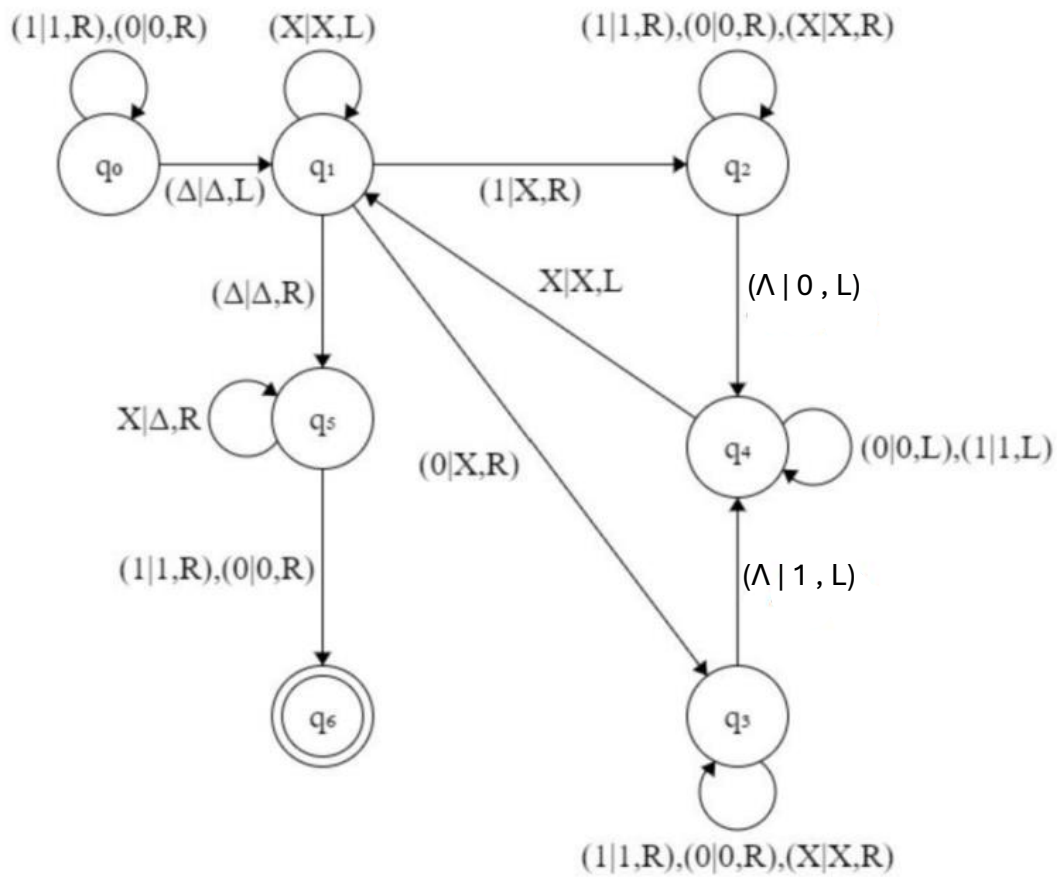 (1|1,R),(0|0,R)
(X|X,L)
(1|1,R),(0|0,R),(X|X,R)
q₀
q₁
q₂
(Δ|Δ,L)
(1|X,R)
(Δ|Δ,R)
X|X,L
(Λ | 0 , L)
X|Δ,R
q₅
(0|X,R)
q₄
(0|0,L),(1|1,L)
(1|1,R),(0|0,R)
(Λ | 1 , L)
q₆
q₃
(1|1,R),(0|0,R),(X|X,R)